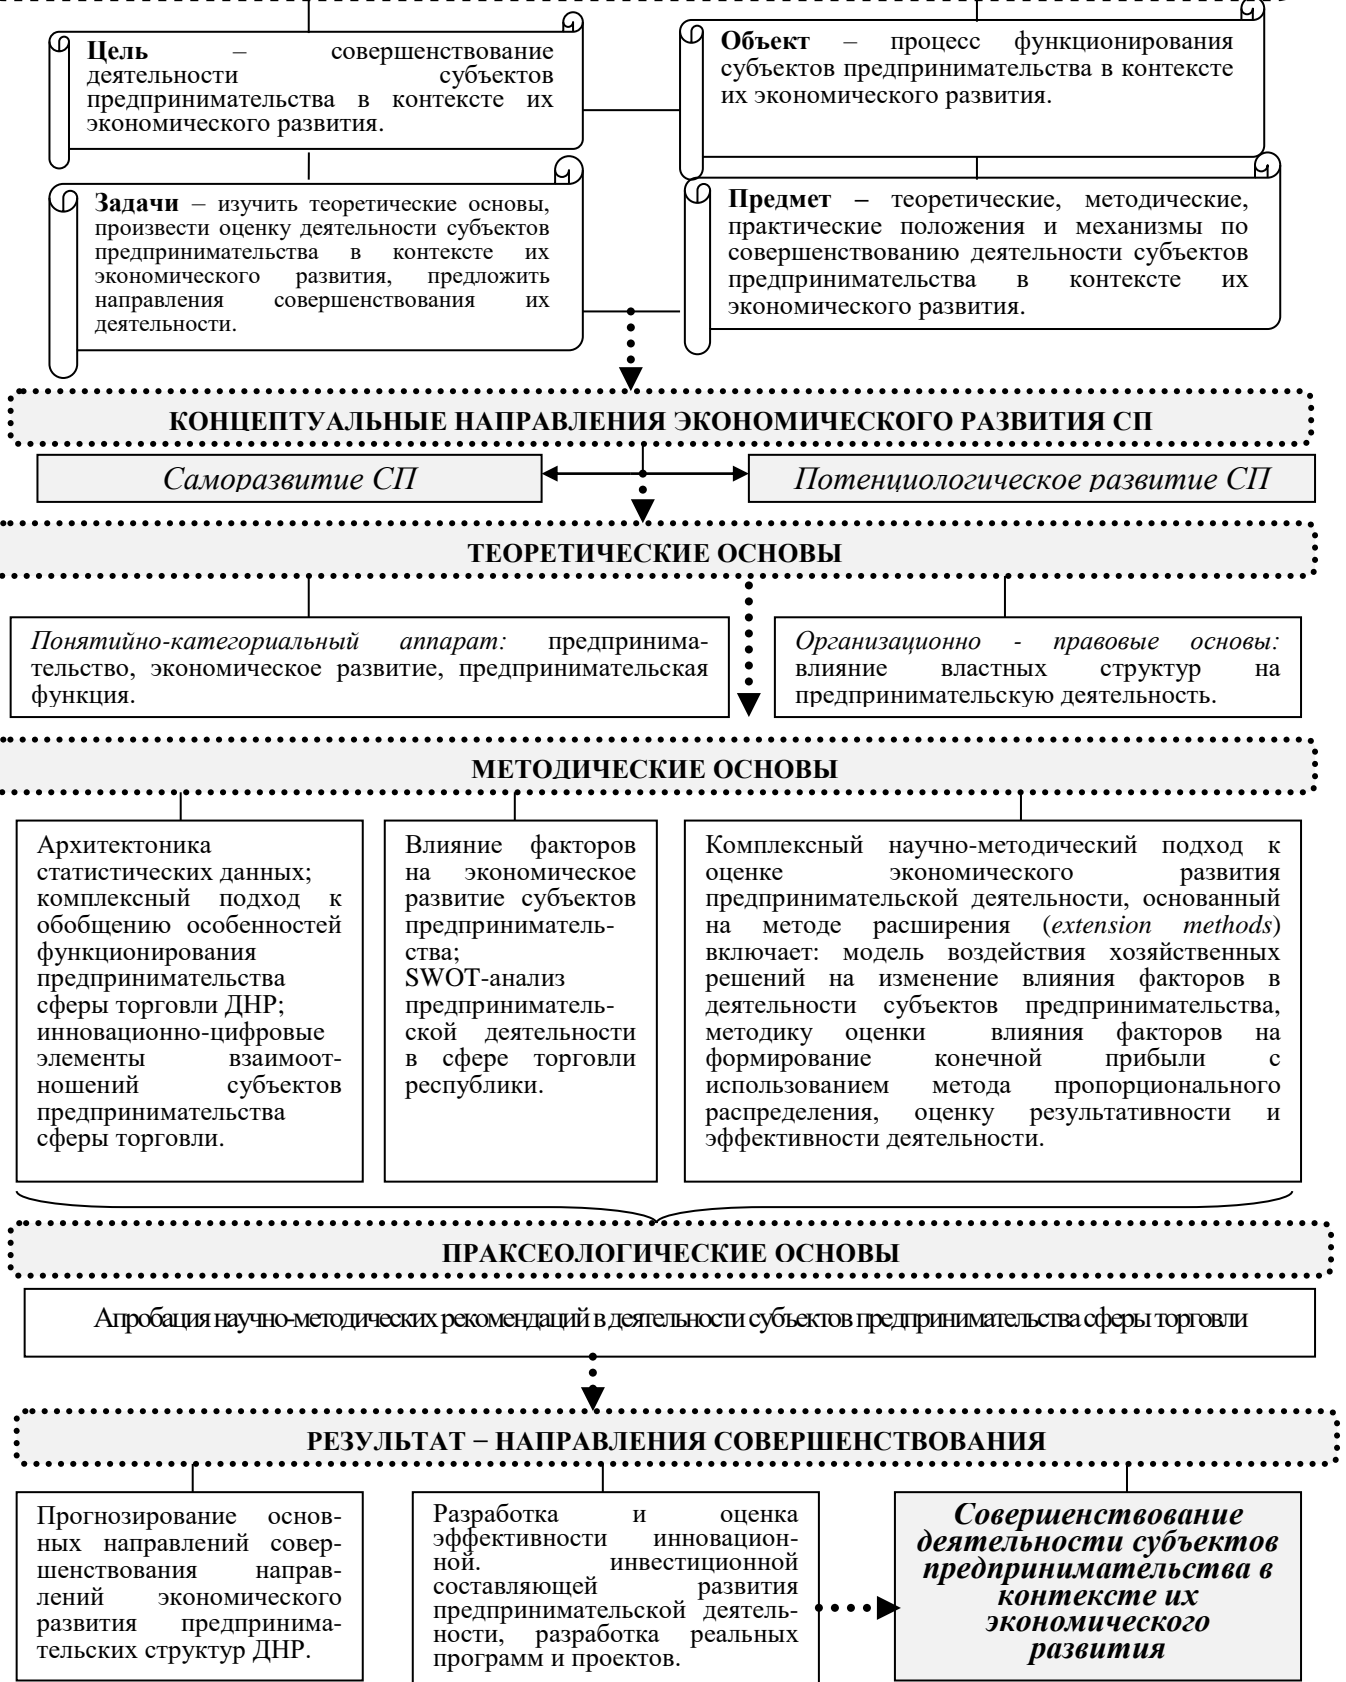 Цель – совершенствование
деятельности субъектов
предпринимательства в контексте их
экономического развития.
Объект – процесс функционирования
субъектов предпринимательства в контексте
их экономического развития.
Задачи – изучить теоретические основы,
произвести оценку деятельности субъектов
предпринимательства в контексте их
экономического развития, предложить
направления совершенствования их
деятельности.
Предмет – теоретические, методические,
практические положения и механизмы по
совершенствованию деятельности субъектов
предпринимательства в контексте их
экономического развития.
КОНЦЕПТУАЛЬНЫЕ НАПРАВЛЕНИЯ ЭКОНОМИЧЕСКОГО РАЗВИТИЯ СП
Саморазвитие СП
Потенциологическое развитие СП
ТЕОРЕТИЧЕСКИЕ ОСНОВЫ
Понятийно-категориальный аппарат: предпринима-
тельство, экономическое развитие, предпринимательская
функция.
Организационно - правовые основы:
влияние властных структур на
предпринимательскую деятельность.
МЕТОДИЧЕСКИЕ ОСНОВЫ
Архитектоника
статистических данных;
комплексный подход к
обобщению особенностей
функционирования
предпринимательства
сферы торговли ДНР;
инновационно-цифровые
элементы взаимоот-
ношений субъектов
предпринимательства
сферы торговли.
Влияние факторов
на экономическое
развитие субъектов
предприниматель-
ства;
SWOT-анализ
предприниматель-
ской деятельности
в сфере торговли
республики.
Комплексный научно-методический подход к
оценке экономического развития
предпринимательской деятельности, основанный
на методе расширения (extension methods)
включает: модель воздействия хозяйственных
решений на изменение влияния факторов в
деятельности субъектов предпринимательства,
методику оценки влияния факторов на
формирование конечной прибыли с
использованием метода пропорционального
распределения, оценку результативности и
эффективности деятельности.
ПРАКСЕОЛОГИЧЕСКИЕ ОСНОВЫ
Апробация научно-методических рекомендаций в деятельности субъектов предпринимательства сферы торговли
РЕЗУЛЬТАТ – НАПРАВЛЕНИЯ СОВЕРШЕНСТВОВАНИЯ
Прогнозирование основ-
ных направлений совер-
шенствования направ-
лений экономического
развития предпринима-
тельских структур ДНР.
Разработка и оценка
эффективности инновацион-
ной. инвестиционной
составляющей развития
предпринимательской деятель-
ности, разработка реальных
программ и проектов.
Совершенствование
деятельности субъектов
предпринимательства в
контексте их
экономического
развития